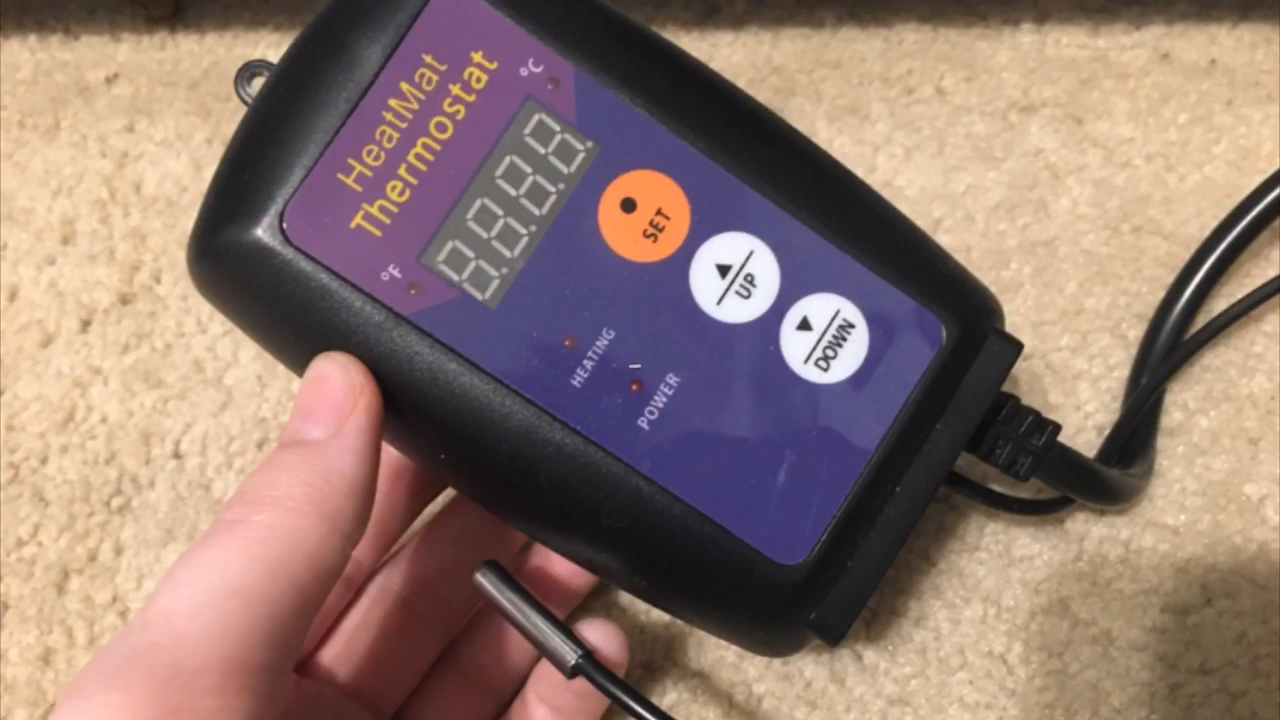 HeatMat
Thermostat
°C
°F
SET
UP
DOWN
HEATING
POWER